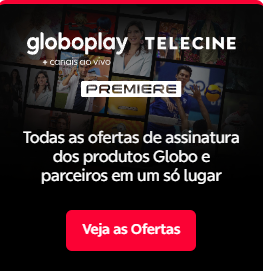 globoplay TELECINE
+ canais ao vivo
PREMIERE
Todas as ofertas de assinatura
dos produtos Globo e
parceiros em um só lugar
Veja as Ofertas